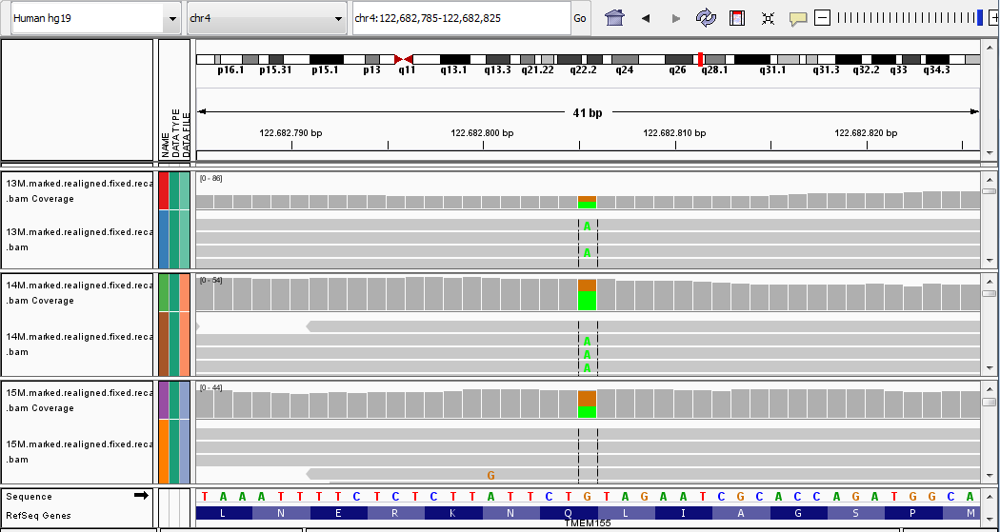 Human hg19 chr4 chr4:122,682,785-122,682,825 Go
p16.1 p15.31 p15.1 p13 q11 q13.1 q13.3 q21.22 q22.2 q24 q26 q28.1 q31.1 q31.3 q32.2 q33 q34.3
41 bp
122.682.790 bp 122.682.800 bp 122.682.810 bp 122.682.820 bp
NAME
DATA TYPE
DATA FILE
13M.marked.realigned.fixed.reca
.bam Coverage
[0 - 86]
13M.marked.realigned.fixed.reca
.bam
A
A
14M.marked.realigned.fixed.reca
.bam Coverage
[0 - 54]
14M.marked.realigned.fixed.reca
.bam
A
A
A
15M.marked.realigned.fixed.reca
.bam Coverage
[0 - 44]
15M.marked.realigned.fixed.reca
.bam
G
Sequence T A A A T T T T C T C T C T T A T T C T G T A G A A T C G C A C C A G A T G G C A
RefSeq Genes L N E R K N Q L I A G S P M
TMEM155